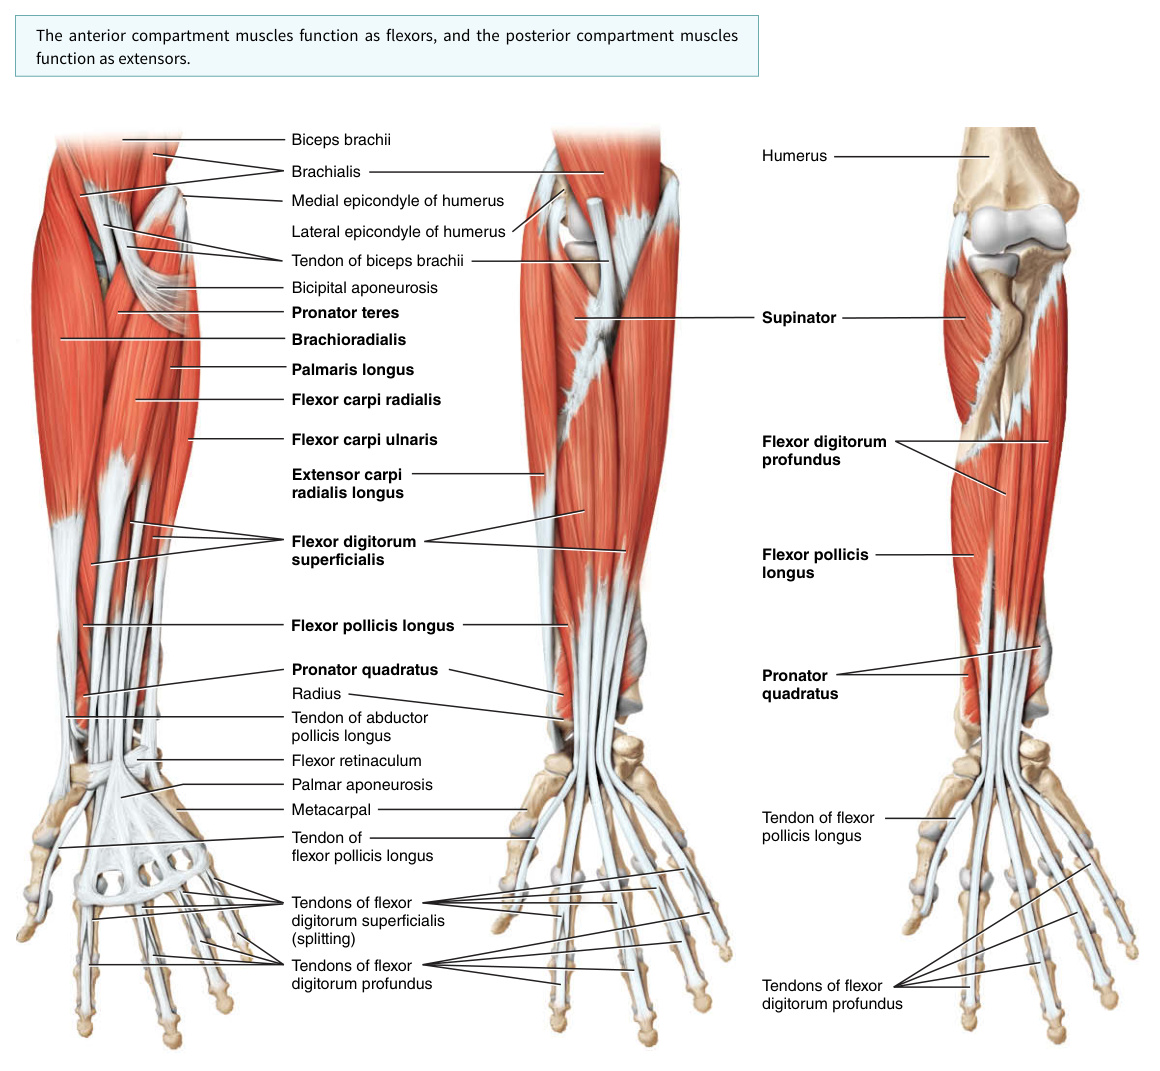 The anterior compartment muscles function as flexors, and the posterior compartment muscles
function as extensors.
Biceps brachii
Brachialis
Medial epicondyle of humerus
Lateral epicondyle of humerus
Tendon of biceps brachii
Bicipital aponeurosis
Pronator teres
Brachioradialis
Palmaris longus
Flexor carpi radialis
Flexor carpi ulnaris
Extensor carpi
radialis longus
Flexor digitorum
superficialis
Flexor pollicis longus
Pronator quadratus
Radius
Tendon of abductor
pollicis longus
Flexor retinaculum
Palmar aponeurosis
Metacarpal
Tendon of
flexor pollicis longus
Tendons of flexor
digitorum superficialis
(splitting)
Tendons of flexor
digitorum profundus
Humerus
Supinator
Flexor digitorum
profundus
Flexor pollicis
longus
Pronator
quadratus
Tendon of flexor
pollicis longus
Tendons of flexor
digitorum profundus